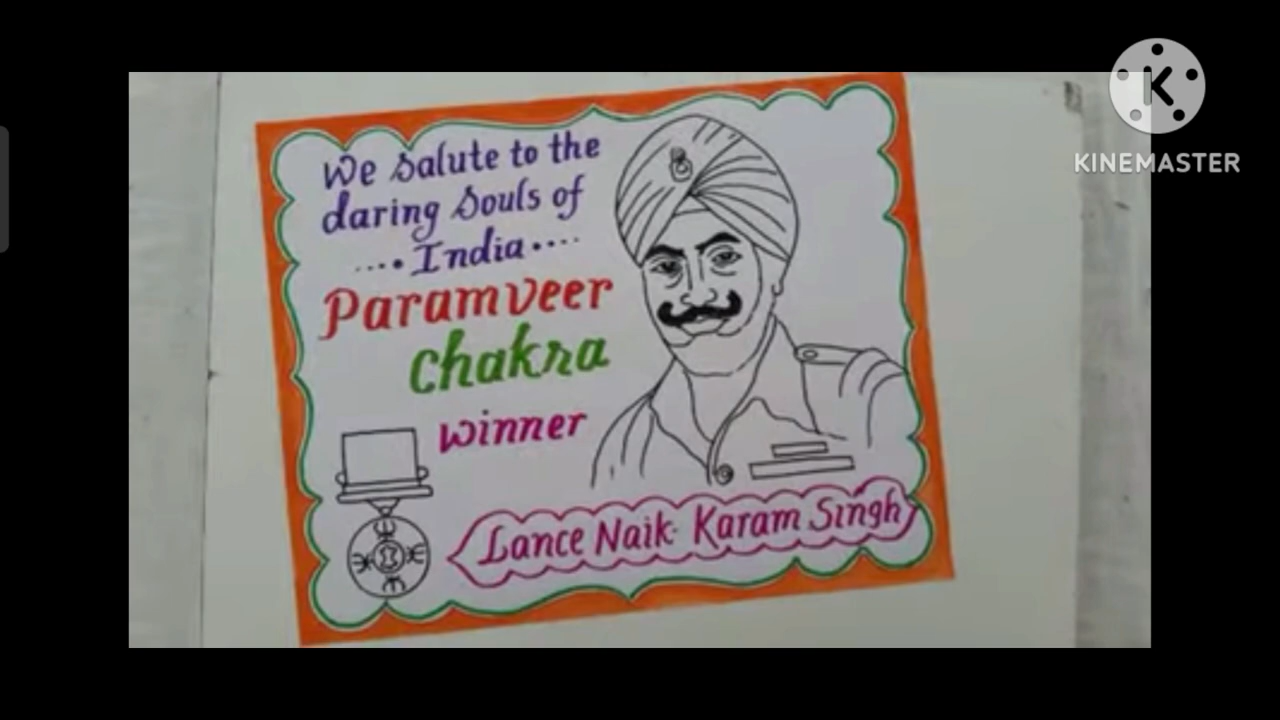 We salute to the
daring souls of
....• India •....
Paramveer
chakra
winner
Lance Naik- Karam Singh
KINEMASTER